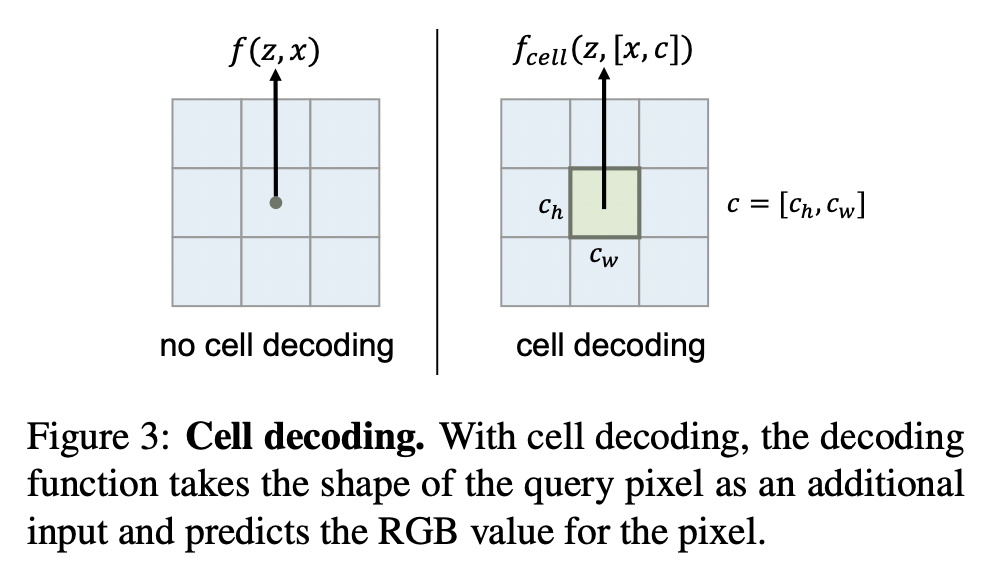 f(z, x)
no cell decoding
f_cell(z, [x, c])
c_h
c_w
c = [c_h, c_w]
cell decoding
Figure 3: Cell decoding. With cell decoding, the decoding
function takes the shape of the query pixel as an additional
input and predicts the RGB value for the pixel.